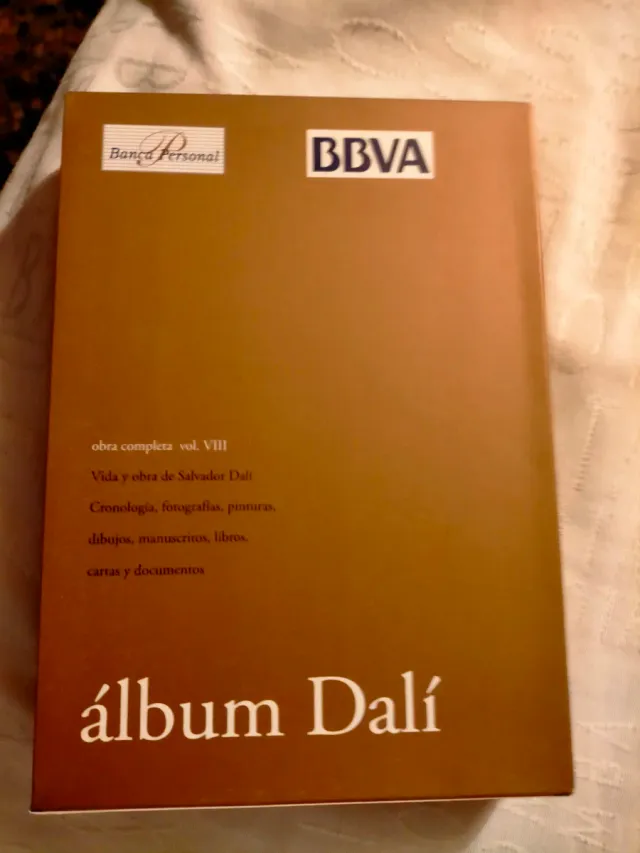 Banca Personal
BBVA
obra completa vol. VIII
Vida y obra de Salvador Dalí
Cronología, fotografías, pinturas,
dibujos, manuscritos, libros,
cartas y documentos
álbum Dalí